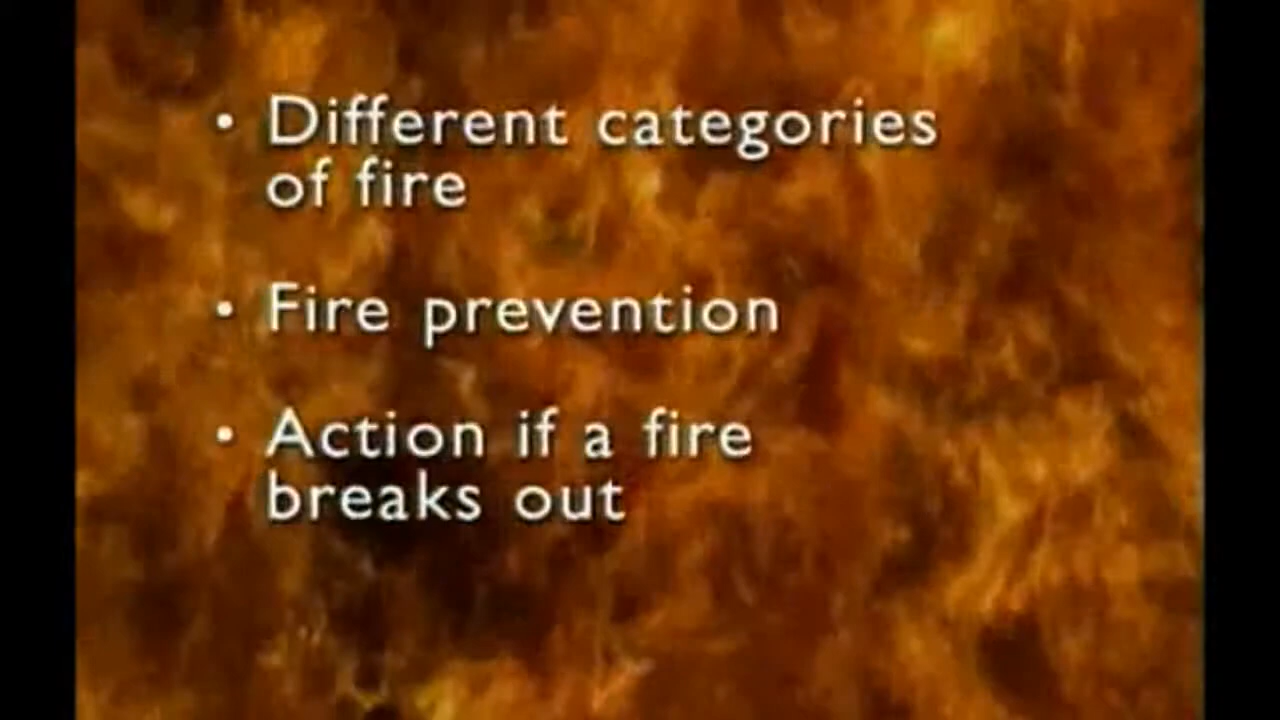 • Different categories
of fire
• Fire prevention
• Action if a fire
breaks out